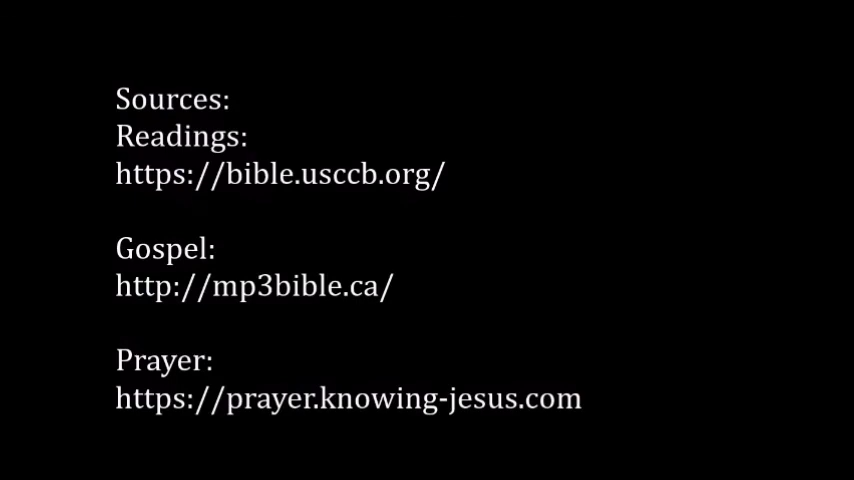 Sources:
Readings:
https://bible.usccb.org/
Gospel:
http://mp3bible.ca/
Prayer:
https://prayer.knowing-jesus.com